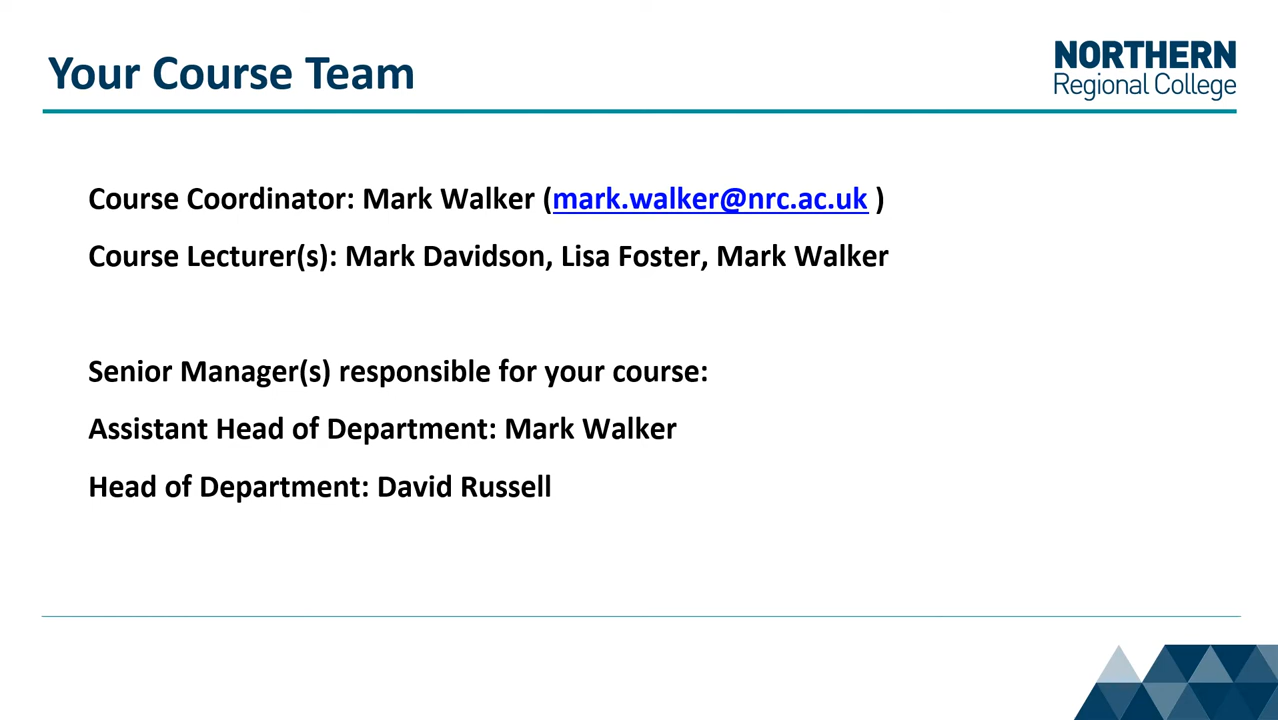 Your Course Team
NORTHERN
Regional College
Course Coordinator: Mark Walker (mark.walker@nrc.ac.uk )
Course Lecturer(s): Mark Davidson, Lisa Foster, Mark Walker
Senior Manager(s) responsible for your course:
Assistant Head of Department: Mark Walker
Head of Department: David Russell